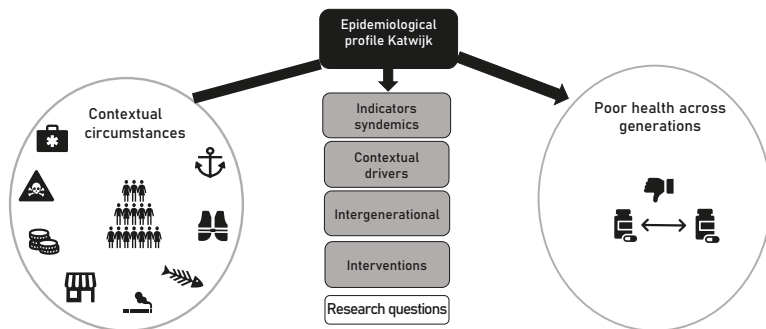 Epidemiological
profile Katwijk
Contextual
circumstances
Indicators
syndemics
Contextual
drivers
Intergenerational
Interventions
Research questions
Poor health across
generations